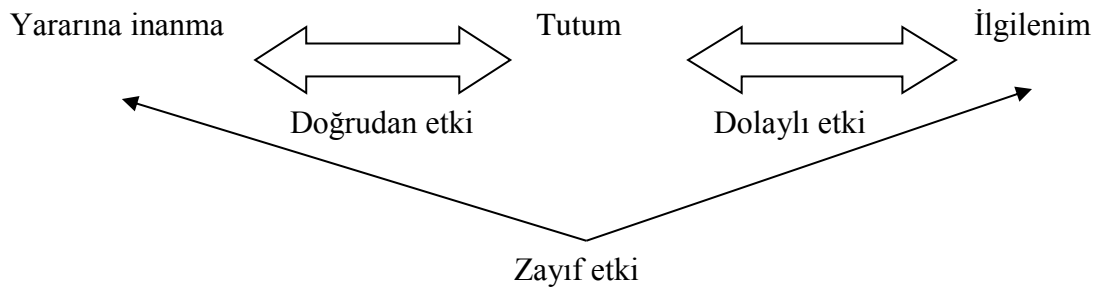 Yararına inanma Tutum İlgilenim
Doğrudan etki Dolaylı etki
Zayıf etki